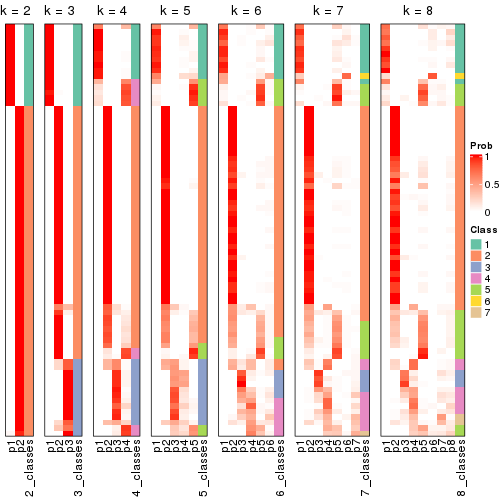 k = 2
k = 3
k = 4
k = 5
k = 6
k = 7
k = 8
p1
p2
2_classes
p1
p2
p3
3_classes
p1
p2
p3
p4
4_classes
p1
p2
p3
p4
p5
5_classes
p1
p2
p3
p4
p5
p6
6_classes
p1
p2
p3
p4
p5
p6
p7
7_classes
p1
p2
p3
p4
p5
p6
p7
p8
8_classes
Prob
1
0.5
0
Class
1
2
3
4
5
6
7